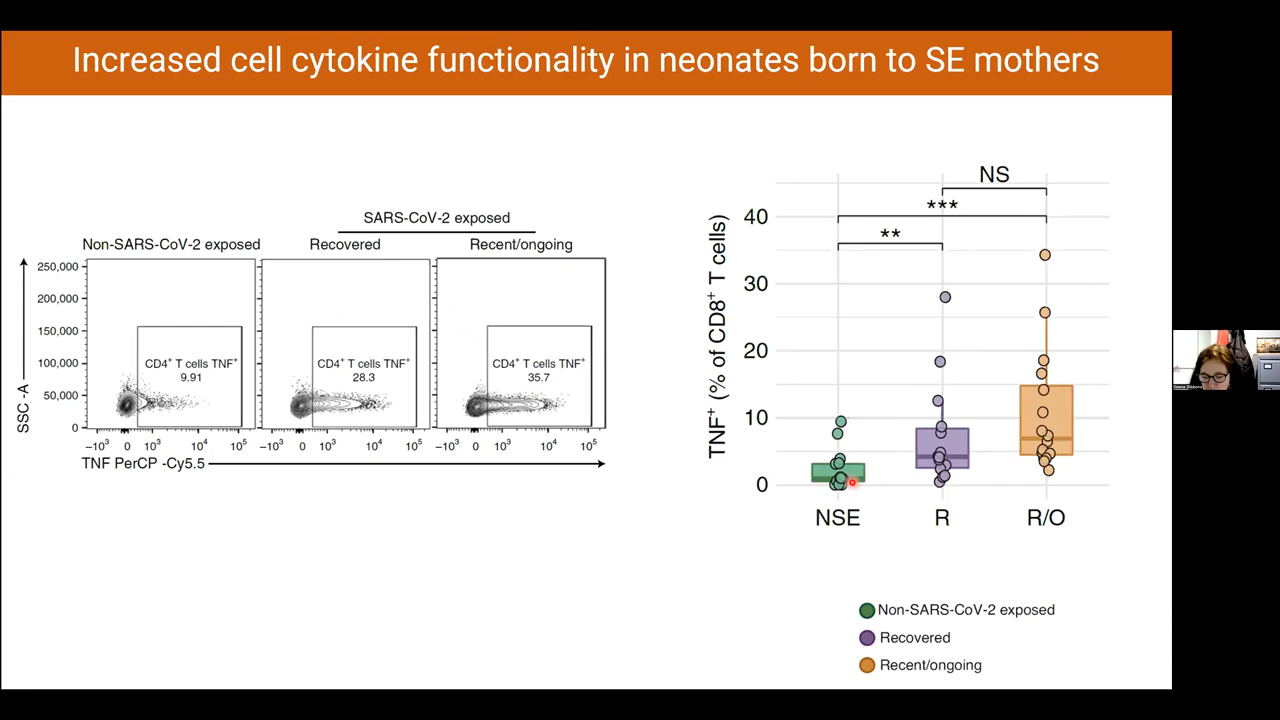 Increased cell cytokine functionality in neonates born to SE mothers
SARS-CoV-2 exposed
Non-SARS-CoV-2 exposed
Recovered
Recent/ongoing
250,000
200,000
150,000
100,000
50,000
0
SSC -A
CD4⁺ T cells TNF⁺
9.91
CD4⁺ T cells TNF⁺
28.3
CD4⁺ T cells TNF⁺
35.7
−10³ 0 10³ 10⁴ 10⁵
−10³ 0 10³ 10⁴ 10⁵
−10³ 0 10³ 10⁴ 10⁵
TNF PerCP -Cy5.5
TNF⁺ (% of CD8⁺ T cells)
40
30
20
10
0
NS
***
**
NSE
R
R/O
Non-SARS-CoV-2 exposed
Recovered
Recent/ongoing